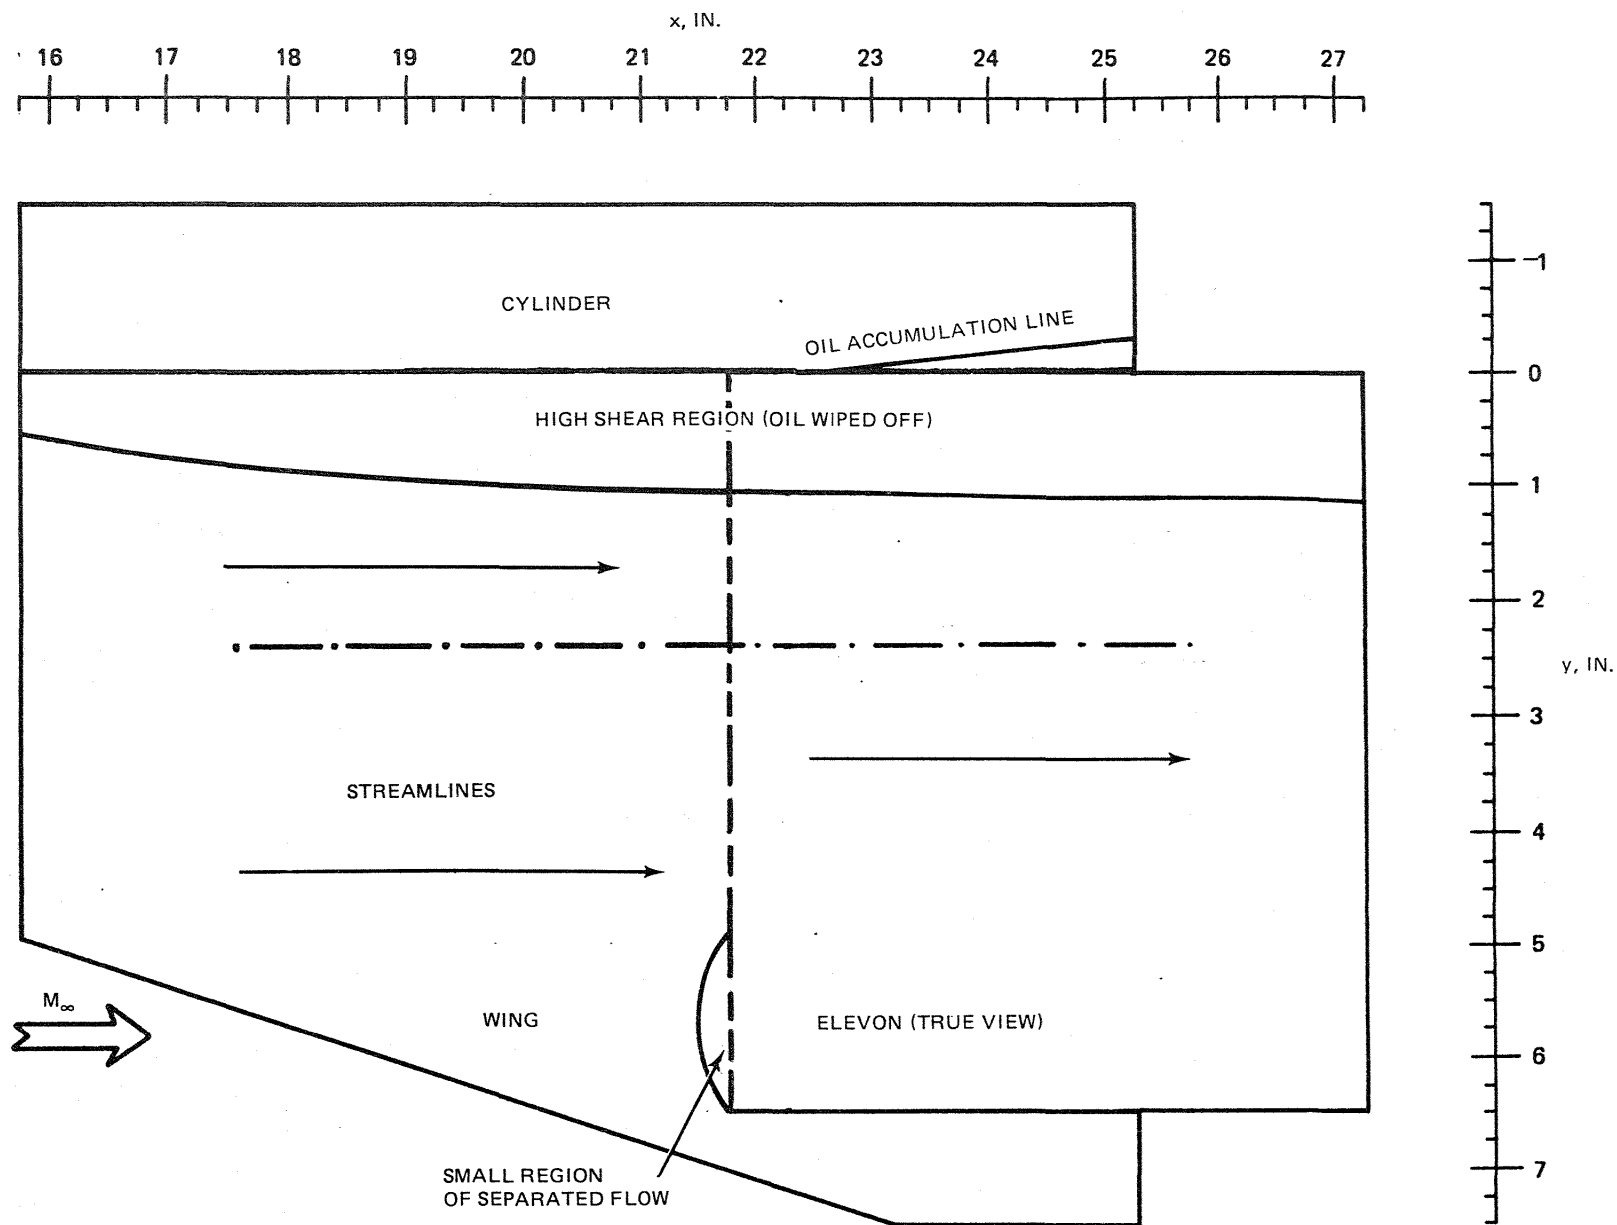 x, IN.
16 17 18 19 20 21 22 23 24 25 26 27
CYLINDER
OIL ACCUMULATION LINE
HIGH SHEAR REGION (OIL WIPED OFF)
STREAMLINES
M∞
WING
ELEVON (TRUE VIEW)
SMALL REGION
OF SEPARATED FLOW
-1
0
1
2
y, IN.
3
4
5
6
7